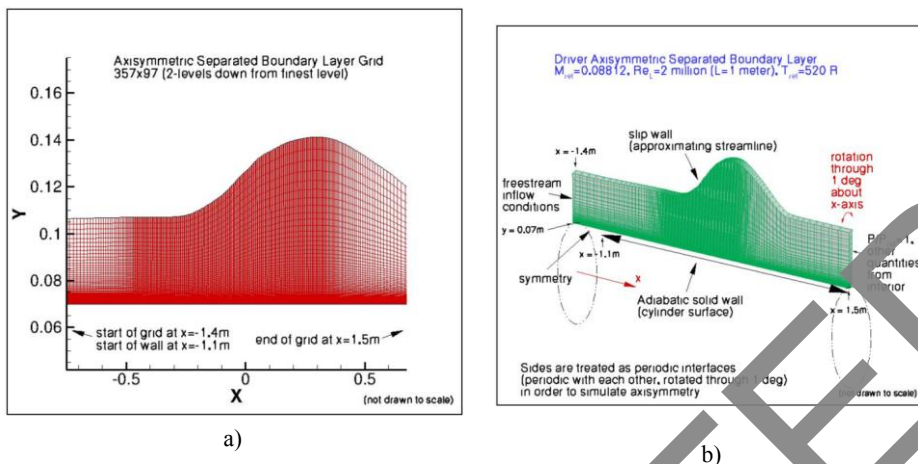 Axisymmetric Separated Boundary Layer Grid
357x97 (2-levels down from finest level)
0.16
0.14
0.12
0.1
0.08
0.06
Y
start of grid at x=-1.4m
start of wall at x=-1.1m
end of grid at x=1.5m
-0.5
0
0.5
X
(not drawn to scale)
a)
Driver Axisymmetric Separated Boundary Layer
M_ref=0.08812, Re_L=2 million (L=1 meter), T_ref=520 R
slip wall
(approximating streamline)
x = -1.4m
rotation
through
1 deg
about
x-axis
freestream
inflow
conditions
y = 0.07m
x = -1.1m
symmetry
x
Adiabatic solid wall
(cylinder surface)
quantities
from
interior
x = 1.5m
Sides are treated as periodic interfaces
(periodic with each other, rotated through 1 deg)
in order to simulate axisymmetry
(not drawn to scale)
b)